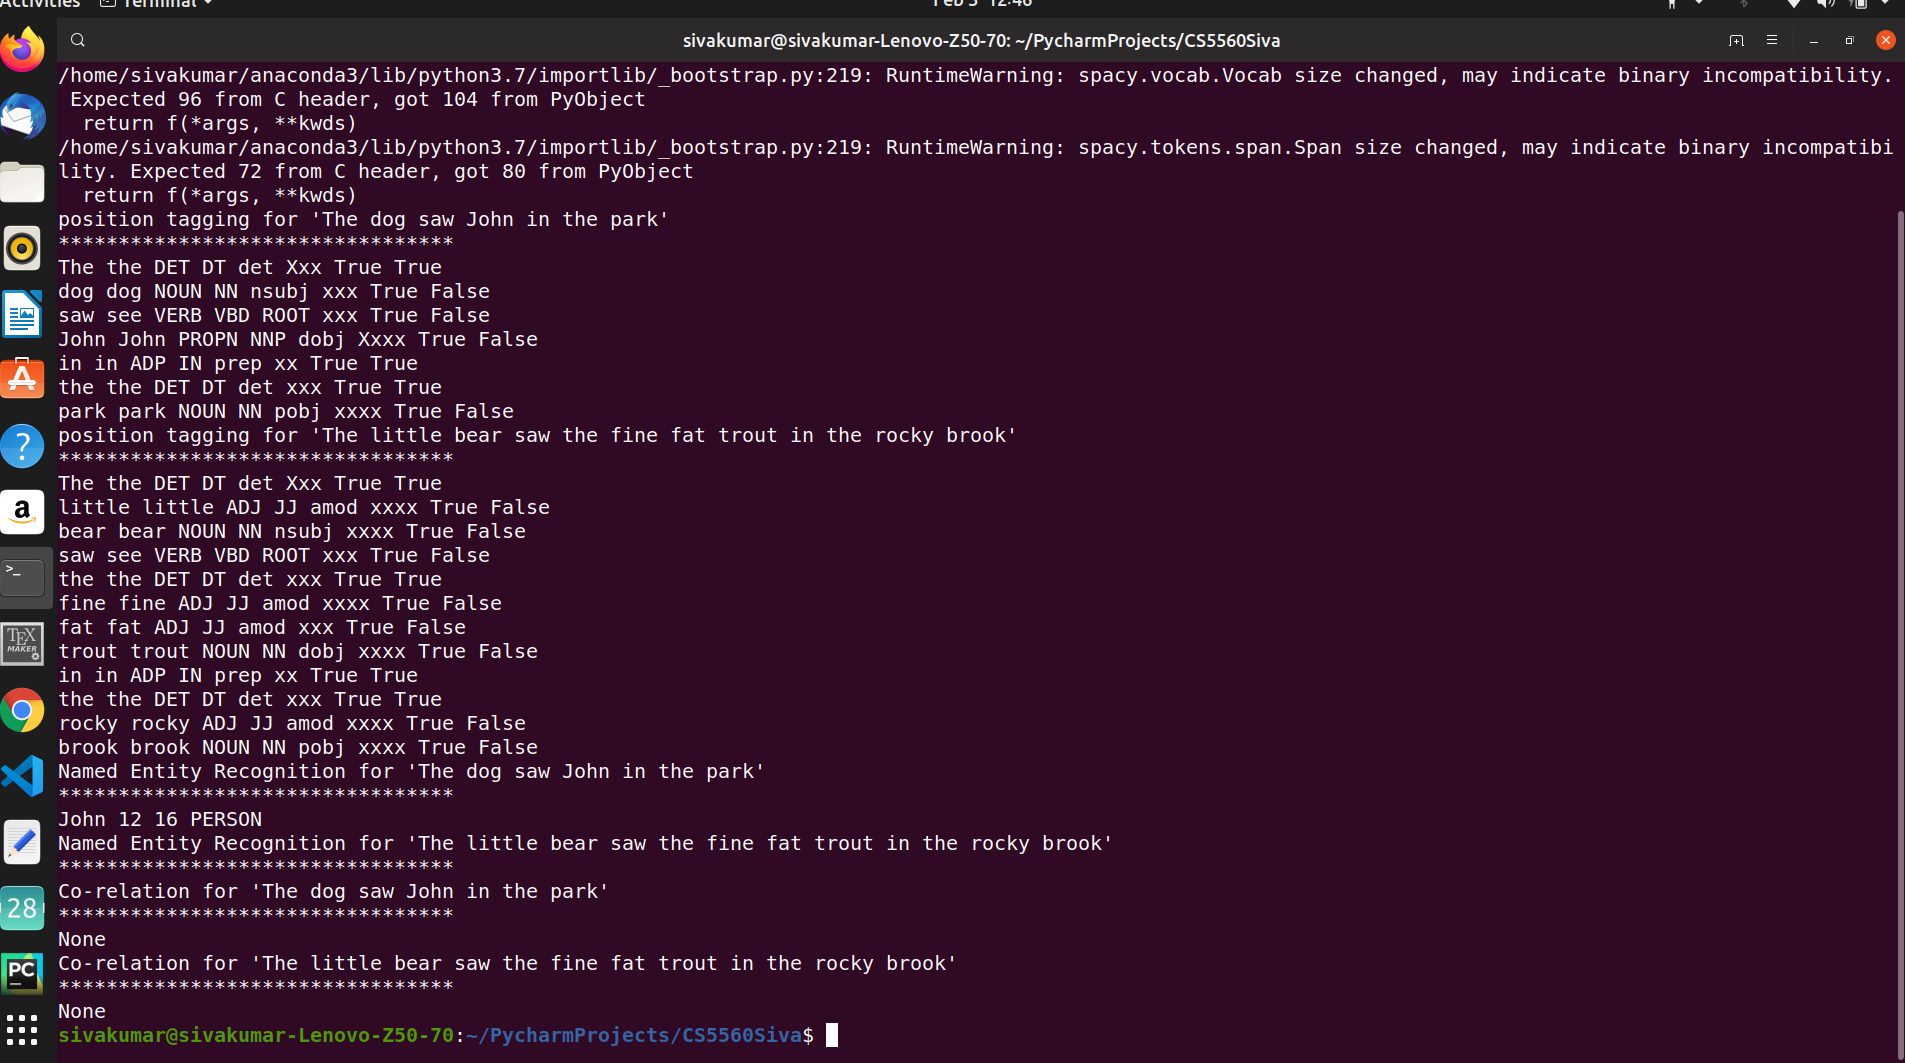 Activities Terminal Feb 3 12:46
sivakumar@sivakumar-Lenovo-Z50-70: ~/PycharmProjects/CS5560Siva
/home/sivakumar/anaconda3/lib/python3.7/importlib/_bootstrap.py:219: RuntimeWarning: spacy.vocab.Vocab size changed, may indicate binary incompatibility.
 Expected 96 from C header, got 104 from PyObject
  return f(*args, **kwds)
/home/sivakumar/anaconda3/lib/python3.7/importlib/_bootstrap.py:219: RuntimeWarning: spacy.tokens.span.Span size changed, may indicate binary incompatibi
lity. Expected 72 from C header, got 80 from PyObject
  return f(*args, **kwds)
position tagging for 'The dog saw John in the park'
*********************************
The the DET DT det Xxx True True
dog dog NOUN NN nsubj xxx True False
saw see VERB VBD ROOT xxx True False
John John PROPN NNP dobj Xxxx True False
in in ADP IN prep xx True True
the the DET DT det xxx True True
park park NOUN NN pobj xxxx True False
position tagging for 'The little bear saw the fine fat trout in the rocky brook'
*********************************
The the DET DT det Xxx True True
little little ADJ JJ amod xxxx True False
bear bear NOUN NN nsubj xxxx True False
saw see VERB VBD ROOT xxx True False
the the DET DT det xxx True True
fine fine ADJ JJ amod xxxx True False
fat fat ADJ JJ amod xxx True False
trout trout NOUN NN dobj xxxx True False
in in ADP IN prep xx True True
the the DET DT det xxx True True
rocky rocky ADJ JJ amod xxxx True False
brook brook NOUN NN pobj xxxx True False
Named Entity Recognition for 'The dog saw John in the park'
*********************************
John 12 16 PERSON
Named Entity Recognition for 'The little bear saw the fine fat trout in the rocky brook'
*********************************
Co-relation for 'The dog saw John in the park'
*********************************
None
Co-relation for 'The little bear saw the fine fat trout in the rocky brook'
*********************************
None
sivakumar@sivakumar-Lenovo-Z50-70:~/PycharmProjects/CS5560Siva$
a
>_
TEX
MAKER
28
PC